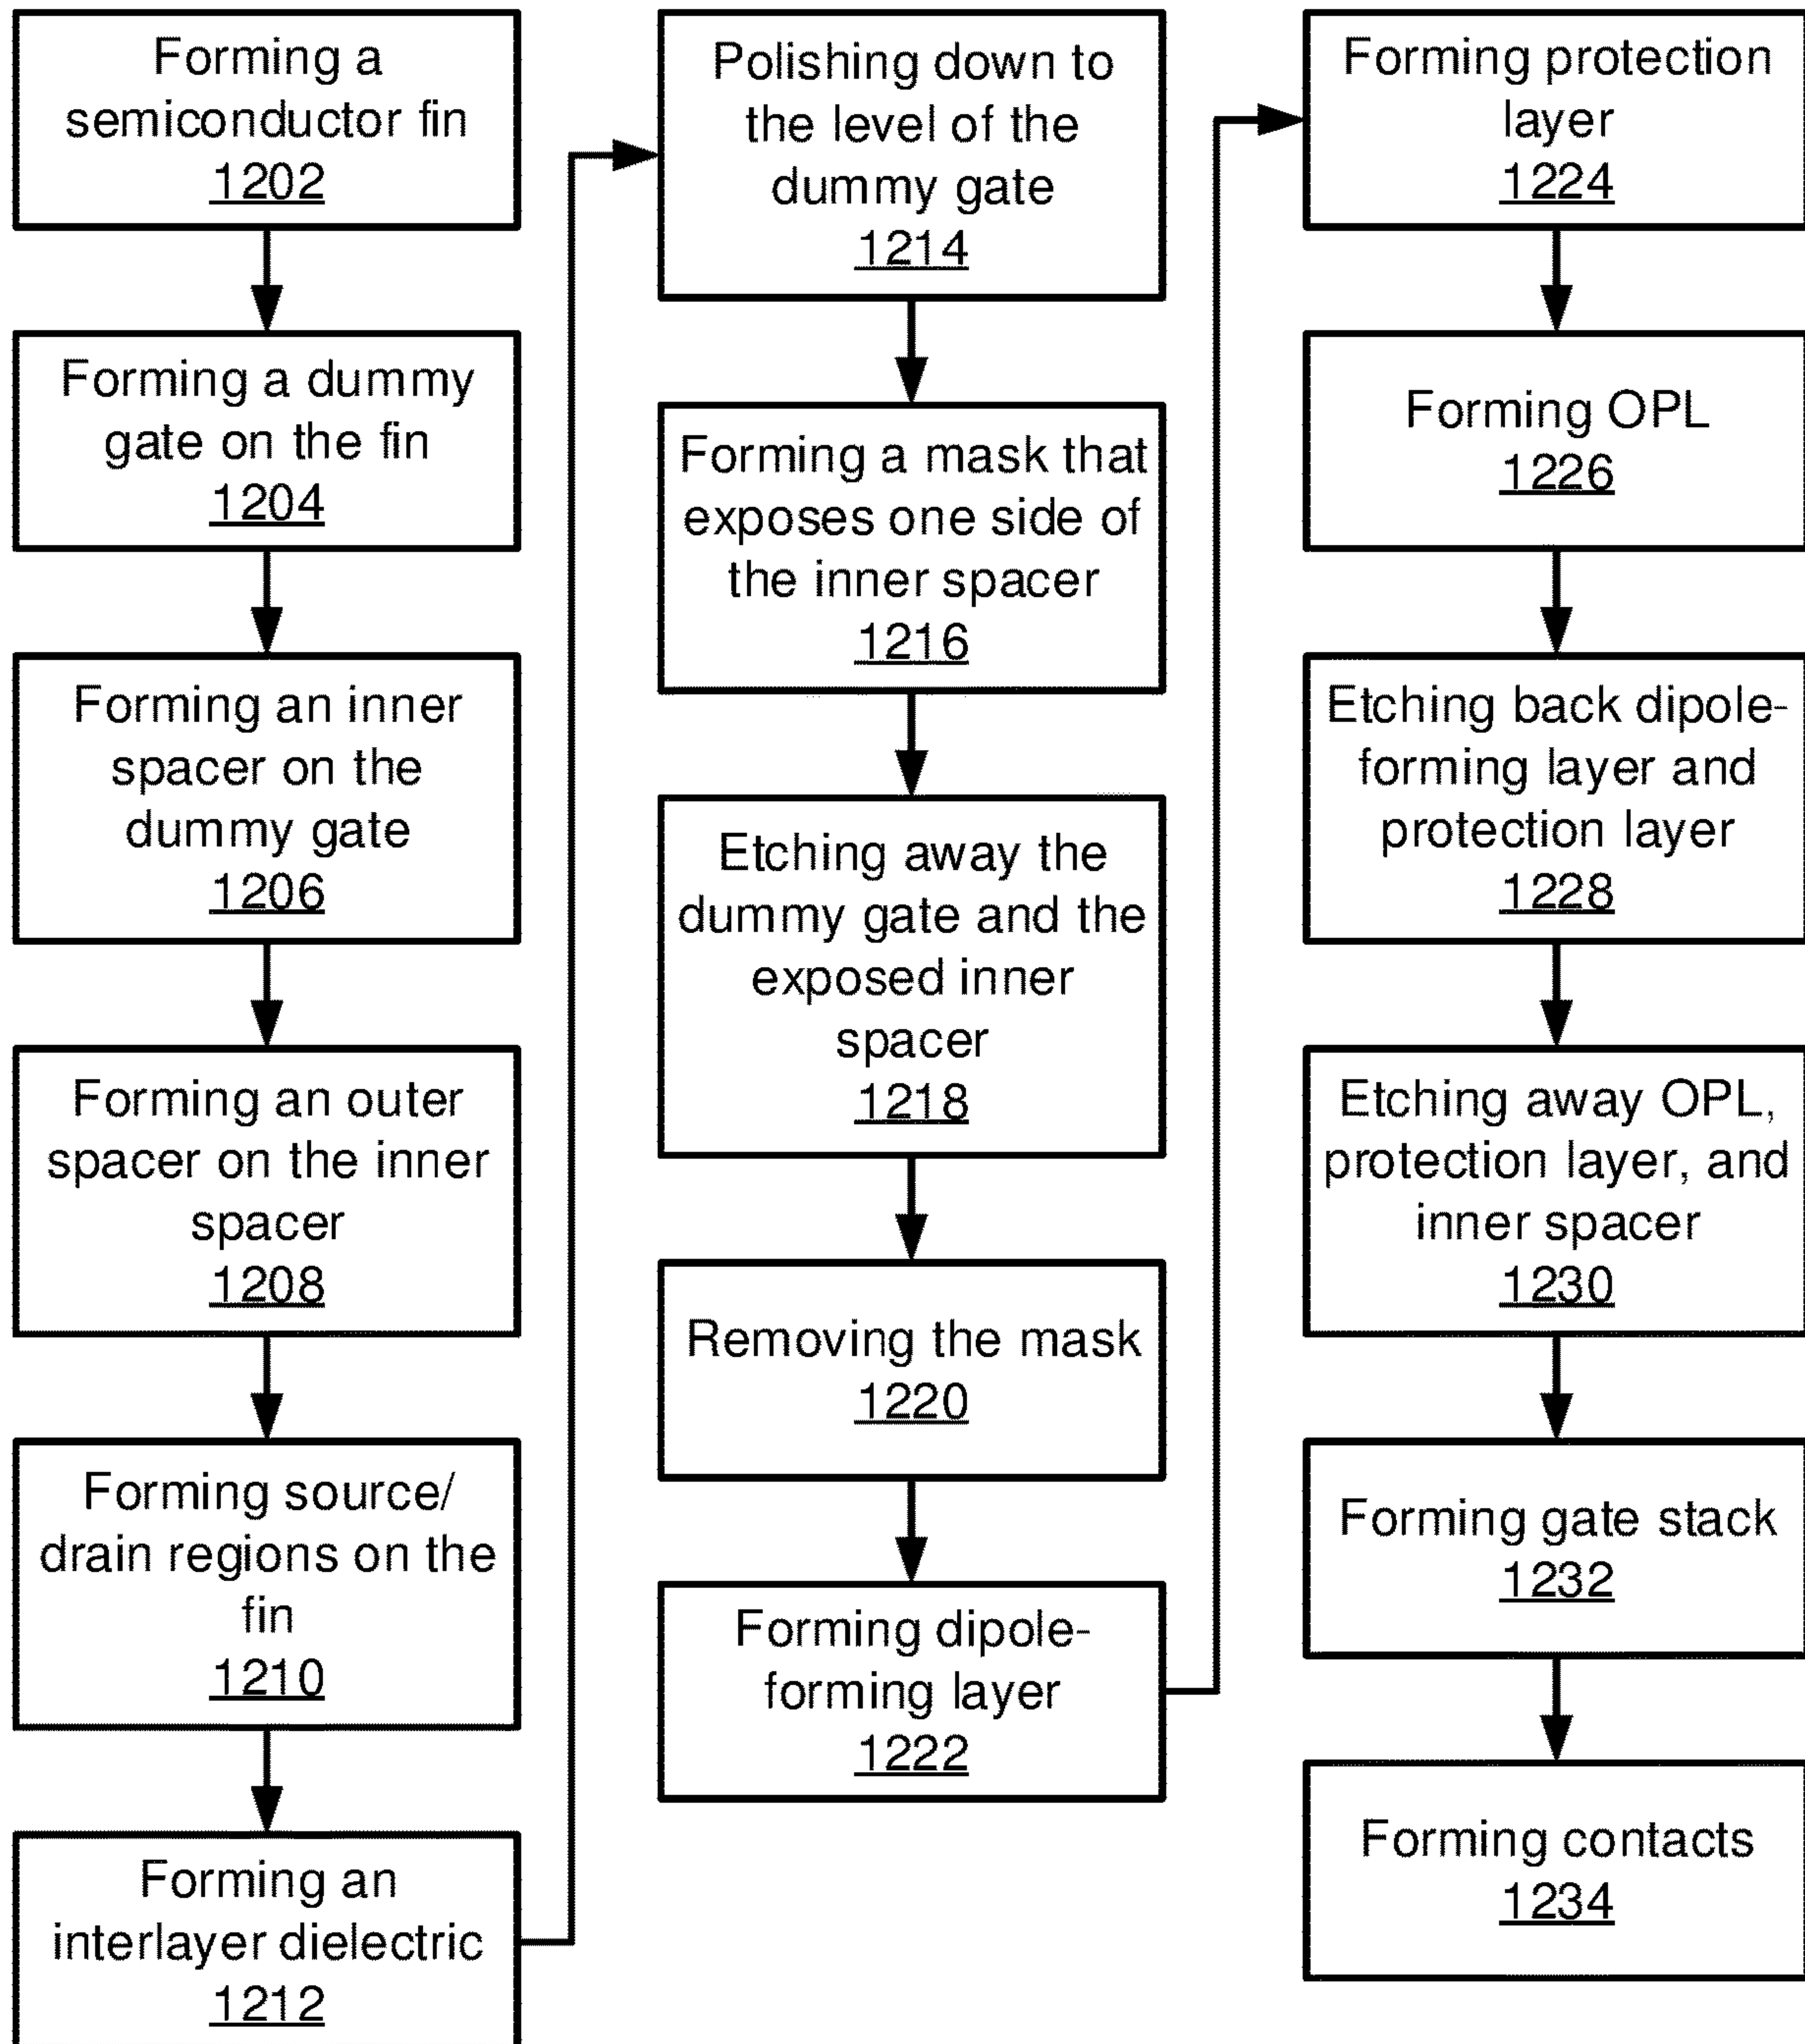 Forming a
semiconductor fin
1202
Forming a dummy
gate on the fin
1204
Forming an inner
spacer on the
dummy gate
1206
Forming an outer
spacer on the inner
spacer
1208
Forming source/
drain regions on the
fin
1210
Forming an
interlayer dielectric
1212
Polishing down to
the level of the
dummy gate
1214
Forming a mask that
exposes one side of
the inner spacer
1216
Etching away the
dummy gate and the
exposed inner
spacer
1218
Removing the mask
1220
Forming dipole-
forming layer
1222
Forming protection
layer
1224
Forming OPL
1226
Etching back dipole-
forming layer and
protection layer
1228
Etching away OPL,
protection layer, and
inner spacer
1230
Forming gate stack
1232
Forming contacts
1234